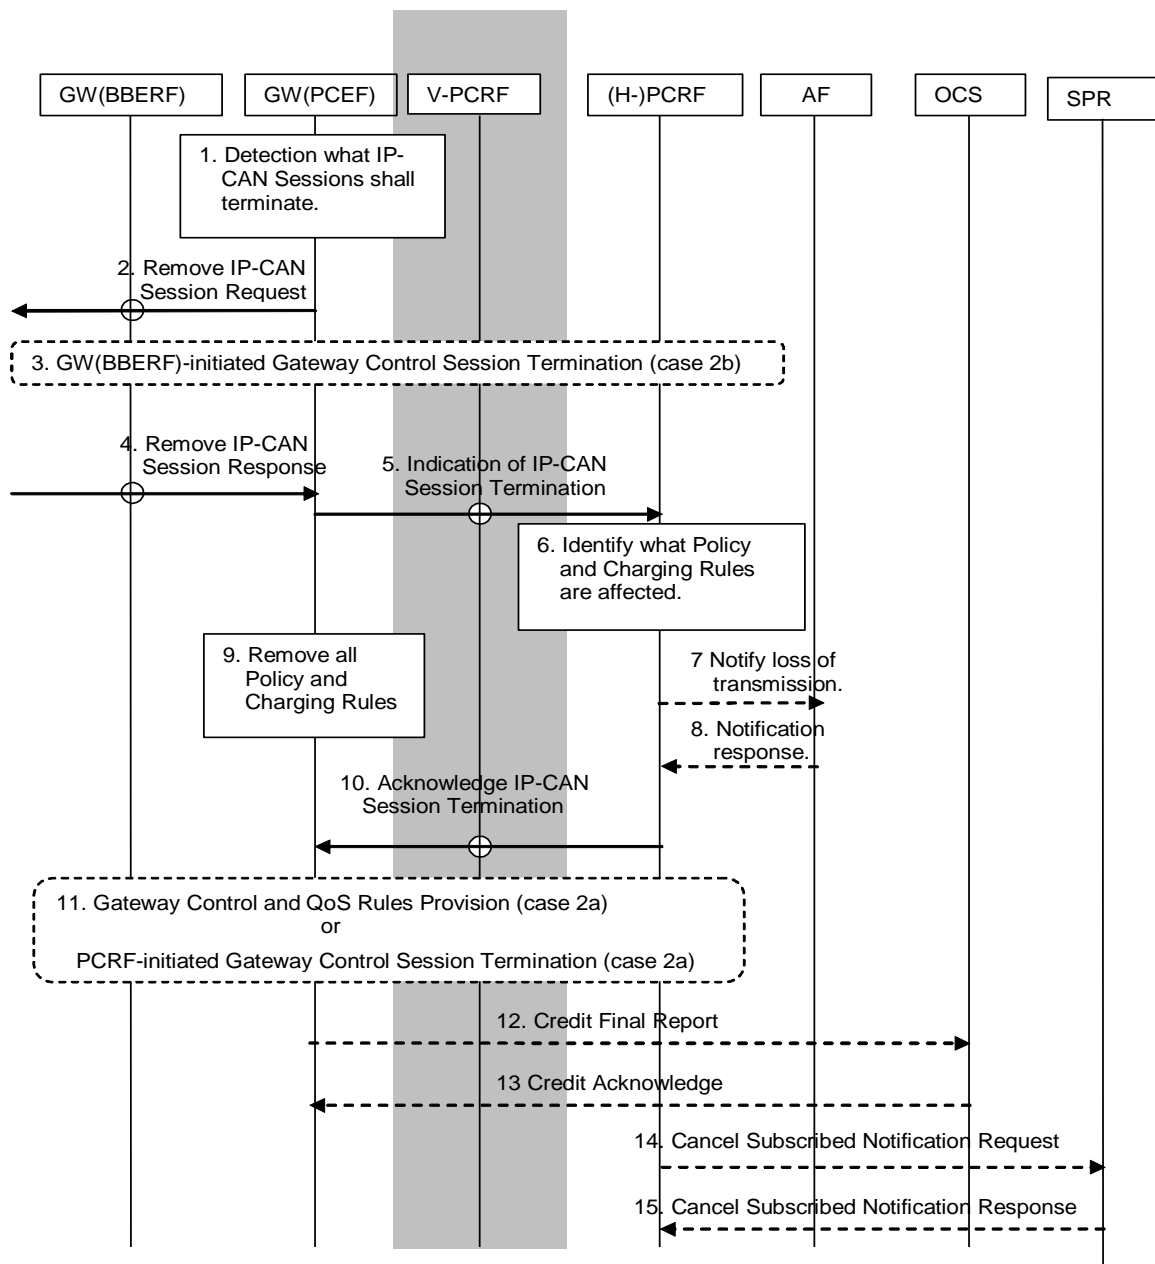 GW(BBERF)
GW(PCEF)
V-PCRF
(H-)PCRF
AF
OCS
SPR
1. Detection what IP-
CAN Sessions shall
terminate.
2. Remove IP-CAN
Session Request
3. GW(BBERF)-initiated Gateway Control Session Termination (case 2b)
4. Remove IP-CAN
Session Response
5. Indication of IP-CAN
Session Termination
6. Identify what Policy
and Charging Rules
are affected.
7 Notify loss of
transmission.
8. Notification
response.
9. Remove all
Policy and
Charging Rules
10. Acknowledge IP-CAN
Session Termination
11. Gateway Control and QoS Rules Provision (case 2a)
or
PCRF-initiated Gateway Control Session Termination (case 2a)
12. Credit Final Report
13 Credit Acknowledge
14. Cancel Subscribed Notification Request
15. Cancel Subscribed Notification Response